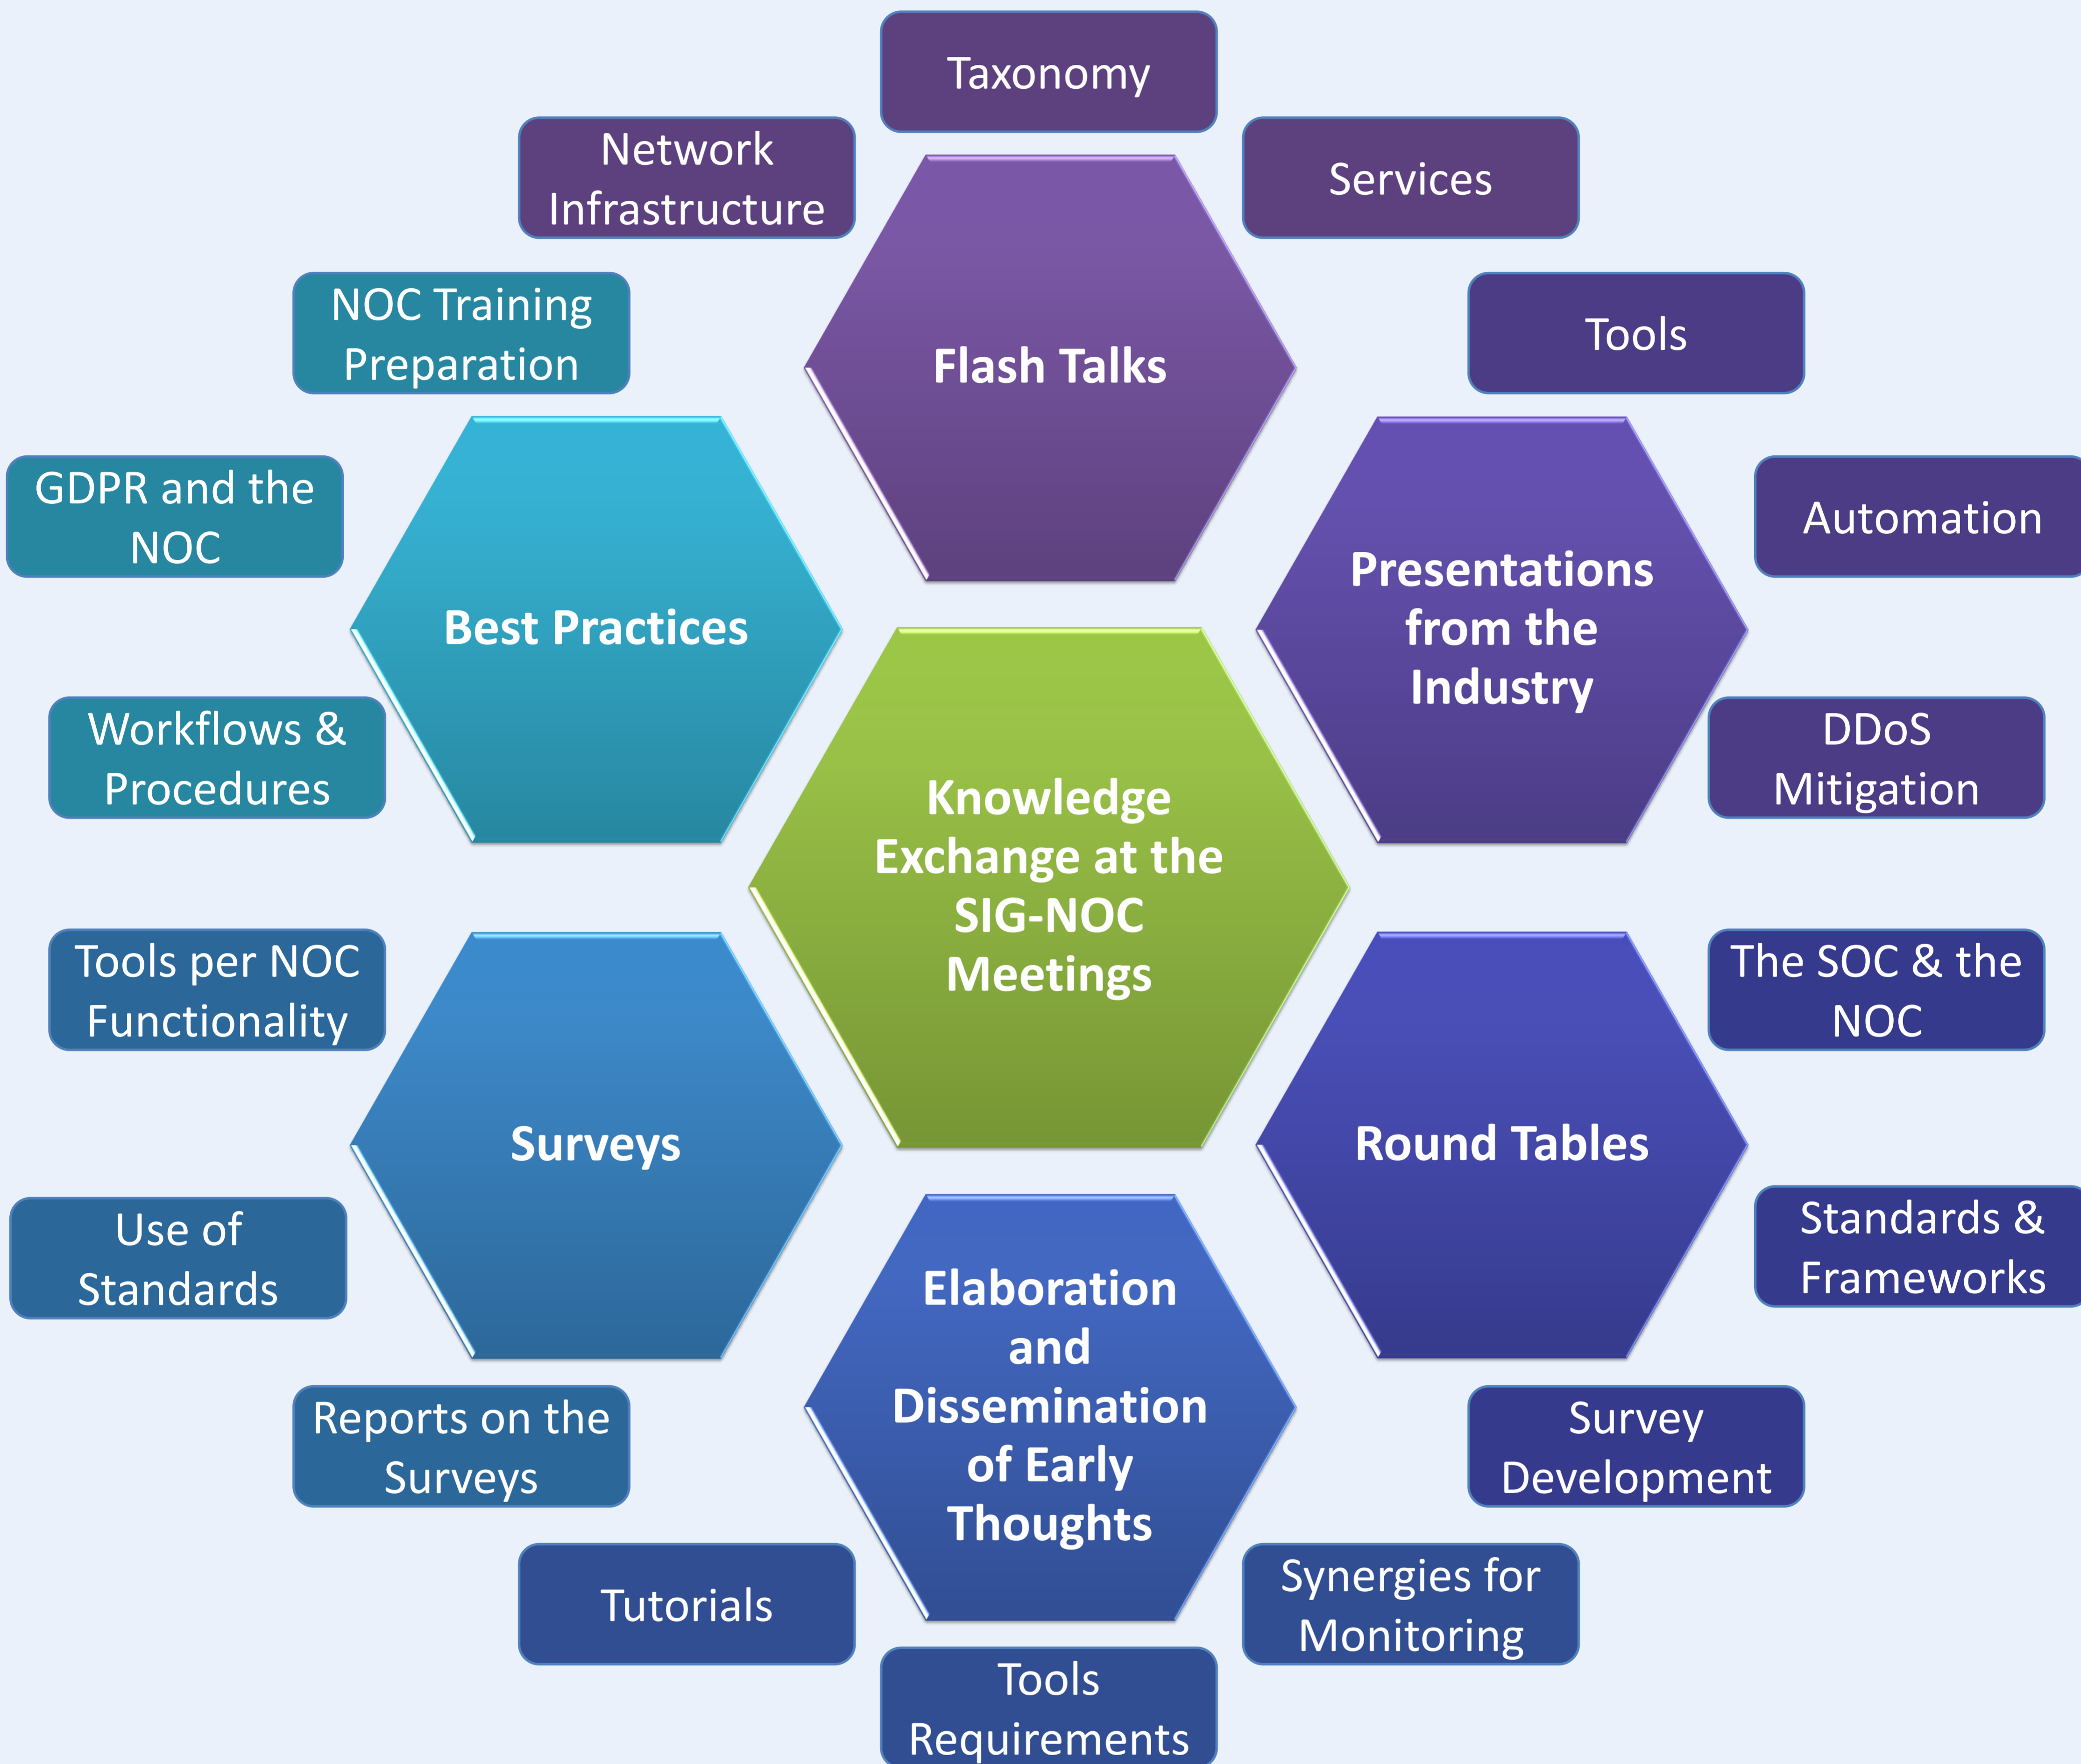 Taxonomy
Network
Infrastructure
Services
NOC Training
Preparation
Tools
Flash Talks
GDPR and the
NOC
Automation
Best Practices
Presentations
from the
Industry
Workflows &
Procedures
DDoS
Mitigation
Knowledge
Exchange at the
SIG-NOC
Meetings
Tools per NOC
Functionality
The SOC & the
NOC
Surveys
Round Tables
Use of
Standards
Standards &
Frameworks
Elaboration
and
Dissemination
of Early
Thoughts
Reports on the
Surveys
Survey
Development
Tutorials
Synergies for
Monitoring
Tools
Requirements